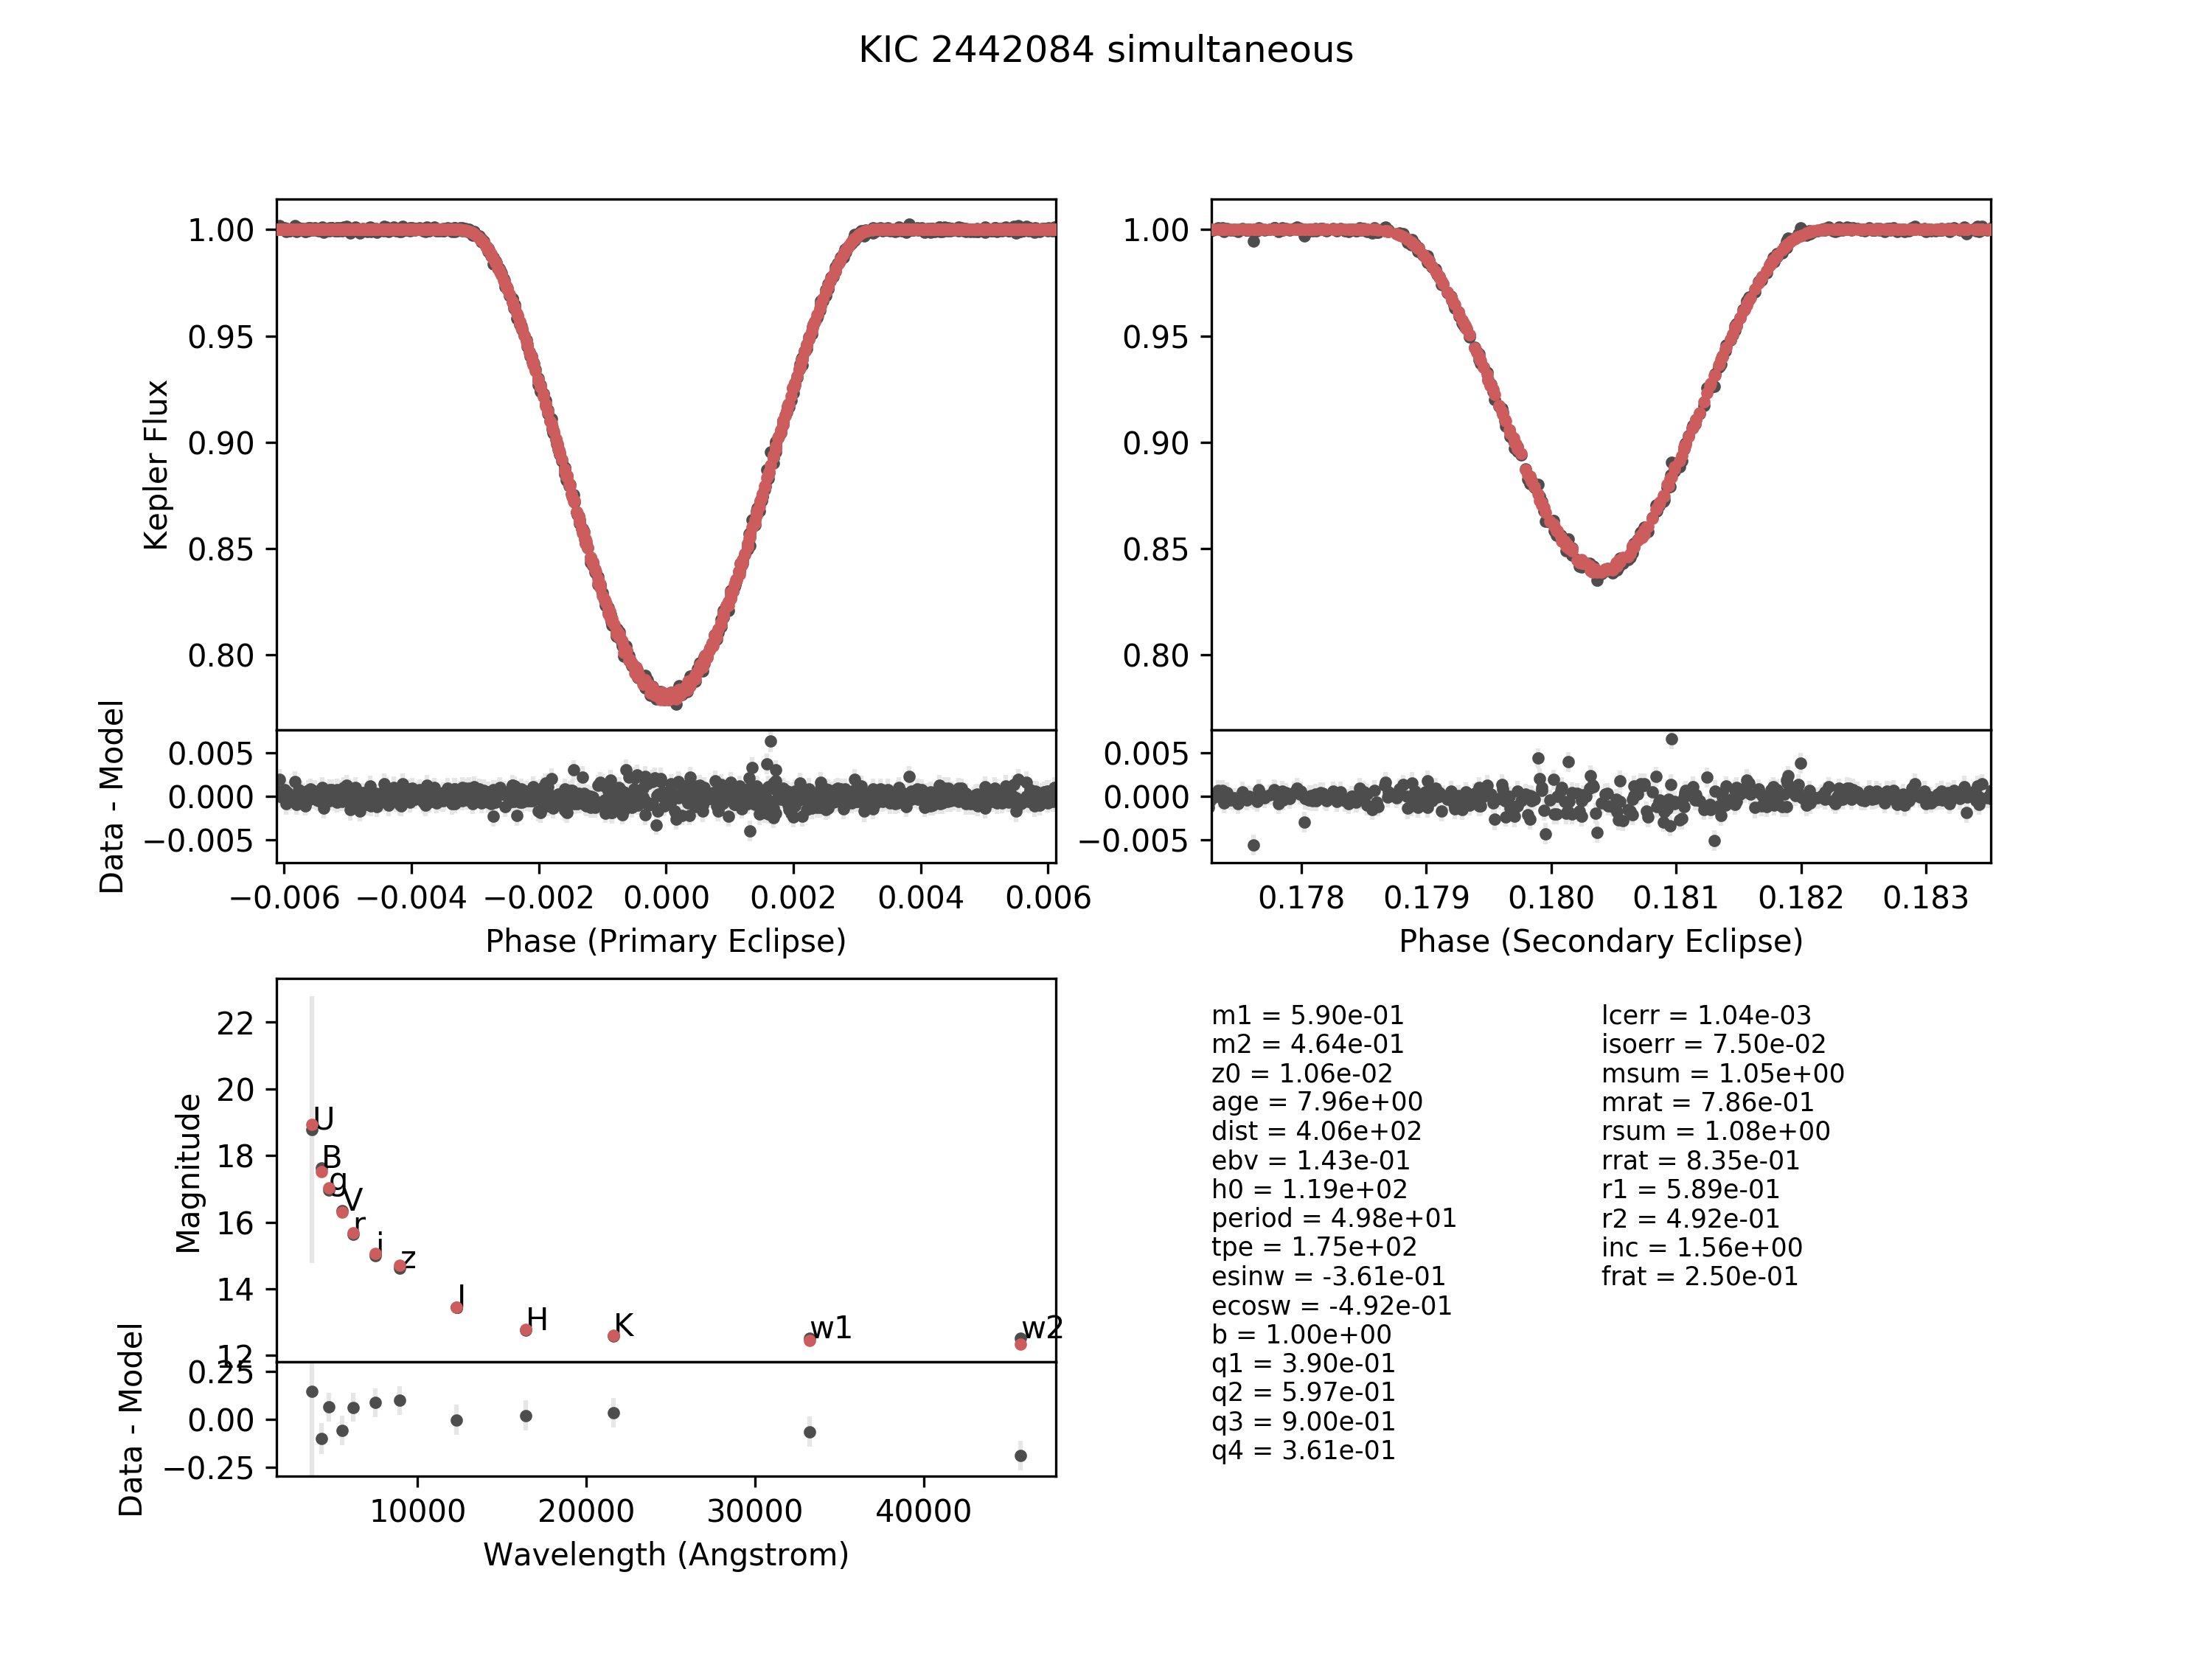 KIC 2442084 simultaneous
1.00
0.95
0.90
0.85
0.80
Kepler Flux
0.005
0.000
−0.005
Data - Model
−0.006 −0.004 −0.002 0.000 0.002 0.004 0.006
Phase (Primary Eclipse)
1.00
0.95
0.90
0.85
0.80
0.005
0.000
−0.005
0.178 0.179 0.180 0.181 0.182 0.183
Phase (Secondary Eclipse)
22
20
18
16
14
12
Magnitude
U
B
g
V
r
i
z
J
H
K
w1
w2
0.25
0.00
−0.25
Data - Model
10000 20000 30000 40000
Wavelength (Angstrom)
m1 = 5.90e-01
m2 = 4.64e-01
z0 = 1.06e-02
age = 7.96e+00
dist = 4.06e+02
ebv = 1.43e-01
h0 = 1.19e+02
period = 4.98e+01
tpe = 1.75e+02
esinw = -3.61e-01
ecosw = -4.92e-01
b = 1.00e+00
q1 = 3.90e-01
q2 = 5.97e-01
q3 = 9.00e-01
q4 = 3.61e-01
lcerr = 1.04e-03
isoerr = 7.50e-02
msum = 1.05e+00
mrat = 7.86e-01
rsum = 1.08e+00
rrat = 8.35e-01
r1 = 5.89e-01
r2 = 4.92e-01
inc = 1.56e+00
frat = 2.50e-01